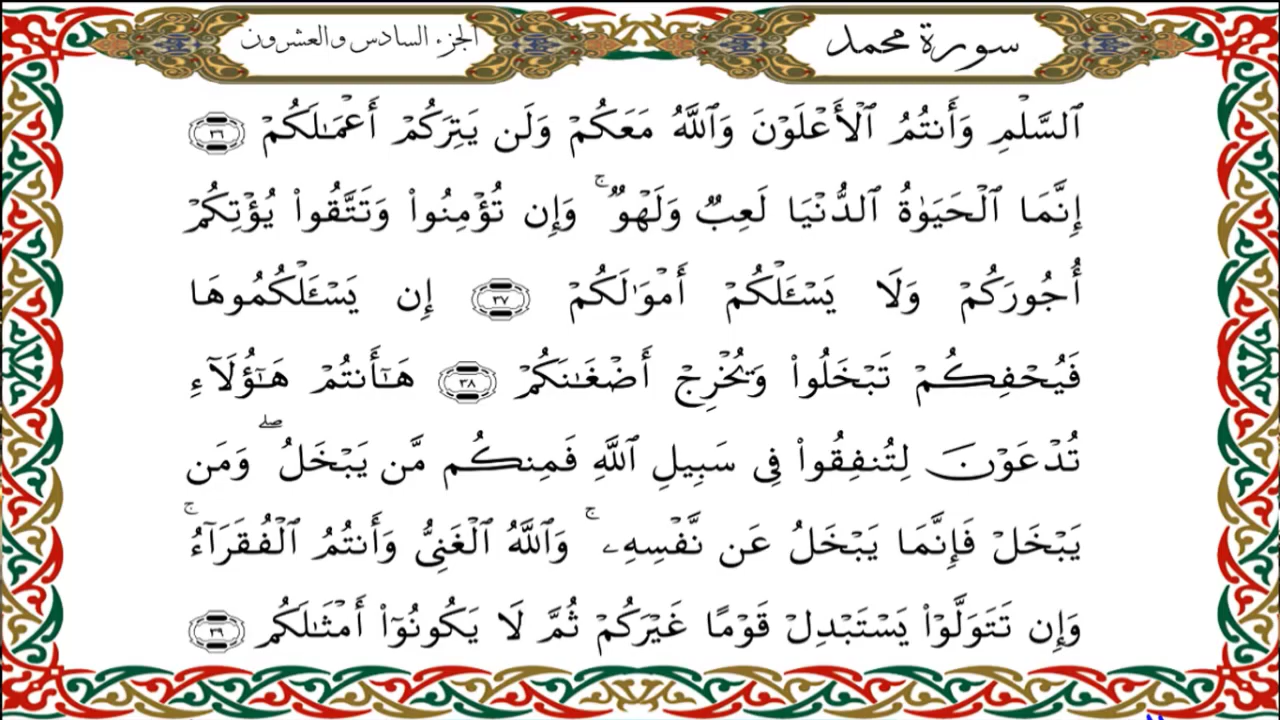 سورة محمد
الجزء السادس والعشرون
ٱلسَّلۡمِ وَأَنتُمُ ٱلۡأَعۡلَوۡنَ وَٱللَّهُ مَعَكُمۡ وَلَن يَتِرَكُمۡ أَعۡمَٰلَكُمۡ ٣٦
إِنَّمَا ٱلۡحَيَوٰةُ ٱلدُّنۡيَا لَعِبٞ وَلَهۡوٞۚ وَإِن تُؤۡمِنُواْ وَتَتَّقُواْ يُؤۡتِكُمۡ
أُجُورَكُمۡ وَلَا يَسۡـَٔلۡكُمۡ أَمۡوَٰلَكُمۡ ٣٧ إِن يَسۡـَٔلۡكُمُوهَا
فَيُحۡفِكُمۡ تَبۡخَلُواْ وَيُخۡرِجۡ أَضۡغَٰنَكُمۡ ٣٨ هَٰٓأَنتُمۡ هَٰٓؤُلَآءِ
تُدۡعَوۡنَ لِتُنفِقُواْ فِي سَبِيلِ ٱللَّهِ فَمِنكُم مَّن يَبۡخَلُۖ وَمَن
يَبۡخَلۡ فَإِنَّمَا يَبۡخَلُ عَن نَّفۡسِهِۦۚ وَٱللَّهُ ٱلۡغَنِيُّ وَأَنتُمُ ٱلۡفُقَرَآءُۚ
وَإِن تَتَوَلَّوۡاْ يَسۡتَبۡدِلۡ قَوۡمًا غَيۡرَكُمۡ ثُمَّ لَا يَكُونُوٓاْ أَمۡثَٰلَكُم ٣٩